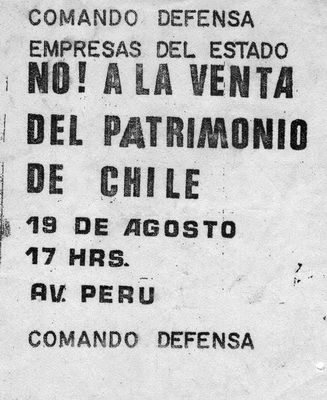 COMANDO DEFENSA
EMPRESAS DEL ESTADO
NO! A LA VENTA
DEL PATRIMONIO
DE CHILE
19 DE AGOSTO
17 HRS.
AV. PERU
COMANDO DEFENSA